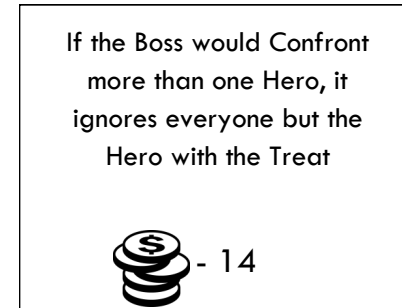 If the Boss would Confront
more than one Hero, it
ignores everyone but the
Hero with the Treat
$ - 14